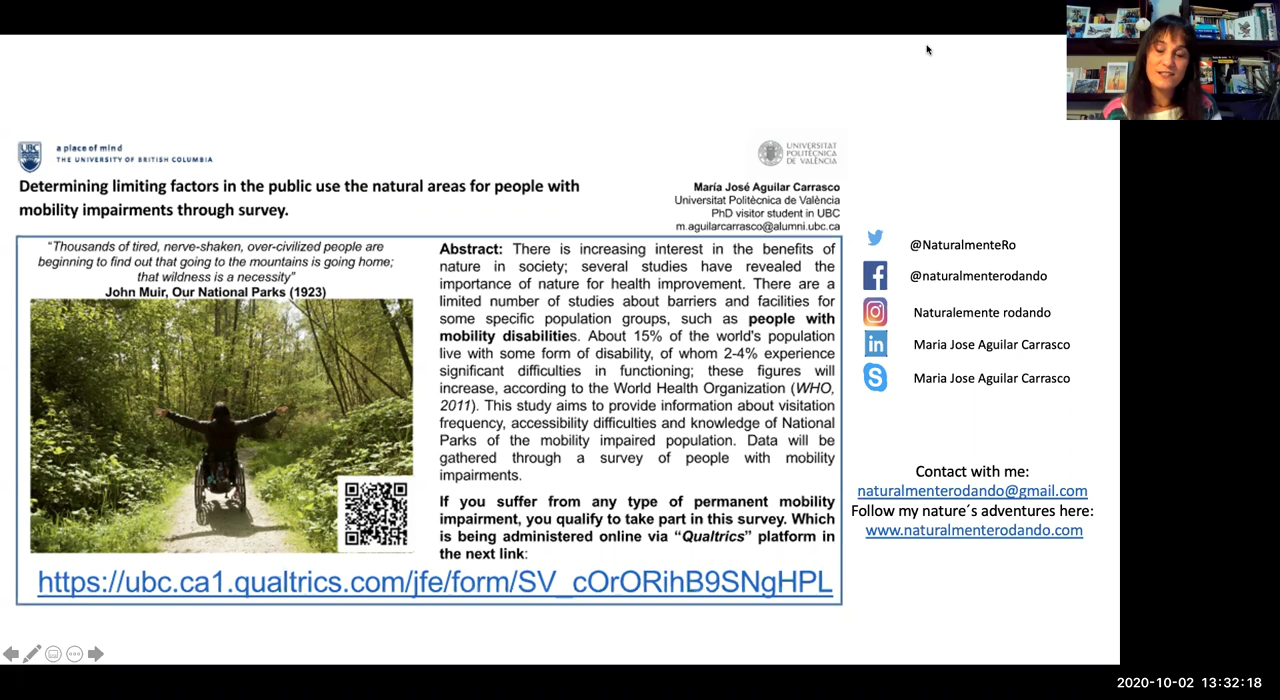 UBC
a place of mind
THE UNIVERSITY OF BRITISH COLUMBIA
UNIVERSITAT
POLITÈCNICA
DE VALÈNCIA
Determining limiting factors in the public use the natural areas for people with
mobility impairments through survey.
María José Aguilar Carrasco
Universitat Politècnica de València
PhD visitor student in UBC
m.aguilarcarrasco@alumni.ubc.ca
“Thousands of tired, nerve-shaken, over-civilized people are
beginning to find out that going to the mountains is going home;
that wildness is a necessity”
John Muir, Our National Parks (1923)
Abstract: There is increasing interest in the benefits of
nature in society; several studies have revealed the
importance of nature for health improvement. There are a
limited number of studies about barriers and facilities for
some specific population groups, such as people with
mobility disabilities. About 15% of the world's population
live with some form of disability, of whom 2-4% experience
significant difficulties in functioning; these figures will
increase, according to the World Health Organization (WHO,
2011). This study aims to provide information about visitation
frequency, accessibility difficulties and knowledge of National
Parks of the mobility impaired population. Data will be
gathered through a survey of people with mobility
impairments.
If you suffer from any type of permanent mobility
impairment, you qualify to take part in this survey. Which
is being administered online via “Qualtrics” platform in
the next link:
https://ubc.ca1.qualtrics.com/jfe/form/SV_cOrORihB9SNgHPL
@NaturalmenteRo
@naturalmenterodando
Naturalemente rodando
Maria Jose Aguilar Carrasco
Maria Jose Aguilar Carrasco
Contact with me:
naturalmenterodando@gmail.com
Follow my nature´s adventures here:
www.naturalmenterodando.com
2020-10-02 13:32:18